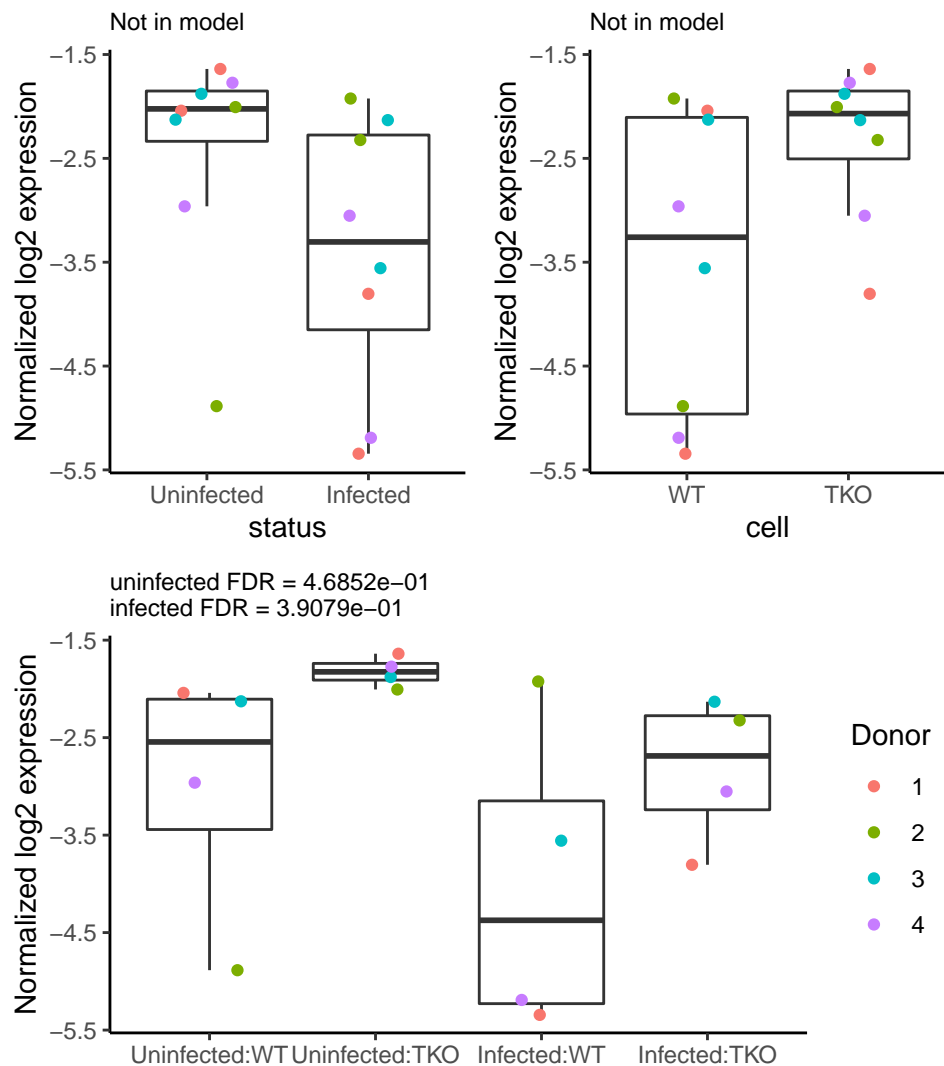 Not in model
Normalized log2 expression
−1.5
−2.5
−3.5
−4.5
−5.5
Uninfected
Infected
status
Not in model
Normalized log2 expression
−1.5
−2.5
−3.5
−4.5
−5.5
WT
TKO
cell
uninfected FDR = 4.6852e−01
infected FDR = 3.9079e−01
Normalized log2 expression
−1.5
−2.5
−3.5
−4.5
−5.5
Uninfected:WT
Uninfected:TKO
Infected:WT
Infected:TKO
Donor
1
2
3
4